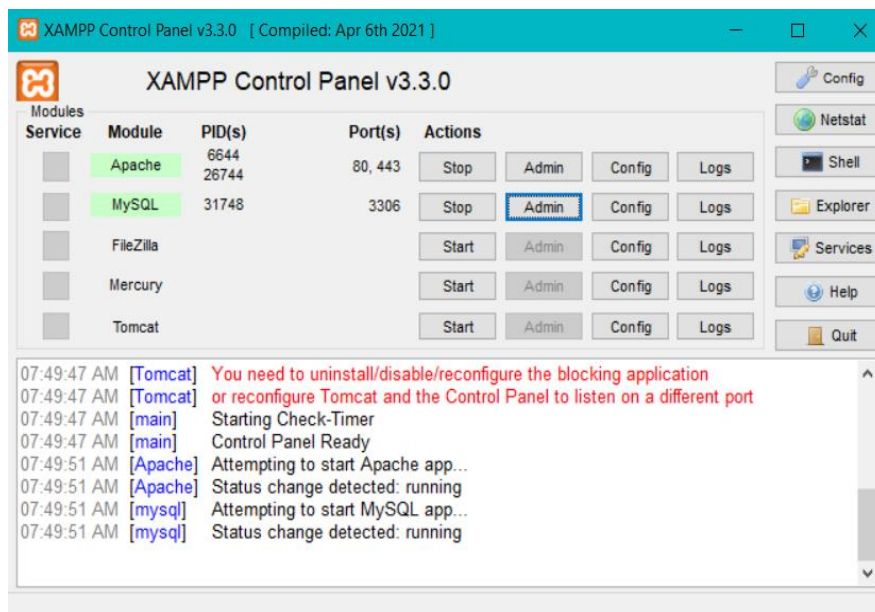 XAMPP Control Panel v3.3.0 [ Compiled: Apr 6th 2021 ]
XAMPP Control Panel v3.3.0
Config
Modules
Service Module PID(s) Port(s) Actions
Netstat
Apache 6644 26744 80, 443 Stop Admin Config Logs
Shell
MySQL 31748 3306 Stop Admin Config Logs
Explorer
FileZilla Start Admin Config Logs
Services
Mercury Start Admin Config Logs
Help
Tomcat Start Admin Config Logs
Quit
07:49:47 AM [Tomcat] You need to uninstall/disable/reconfigure the blocking application
07:49:47 AM [Tomcat] or reconfigure Tomcat and the Control Panel to listen on a different port
07:49:47 AM [main] Starting Check-Timer
07:49:47 AM [main] Control Panel Ready
07:49:51 AM [Apache] Attempting to start Apache app...
07:49:51 AM [Apache] Status change detected: running
07:49:51 AM [mysql] Attempting to start MySQL app...
07:49:51 AM [mysql] Status change detected: running